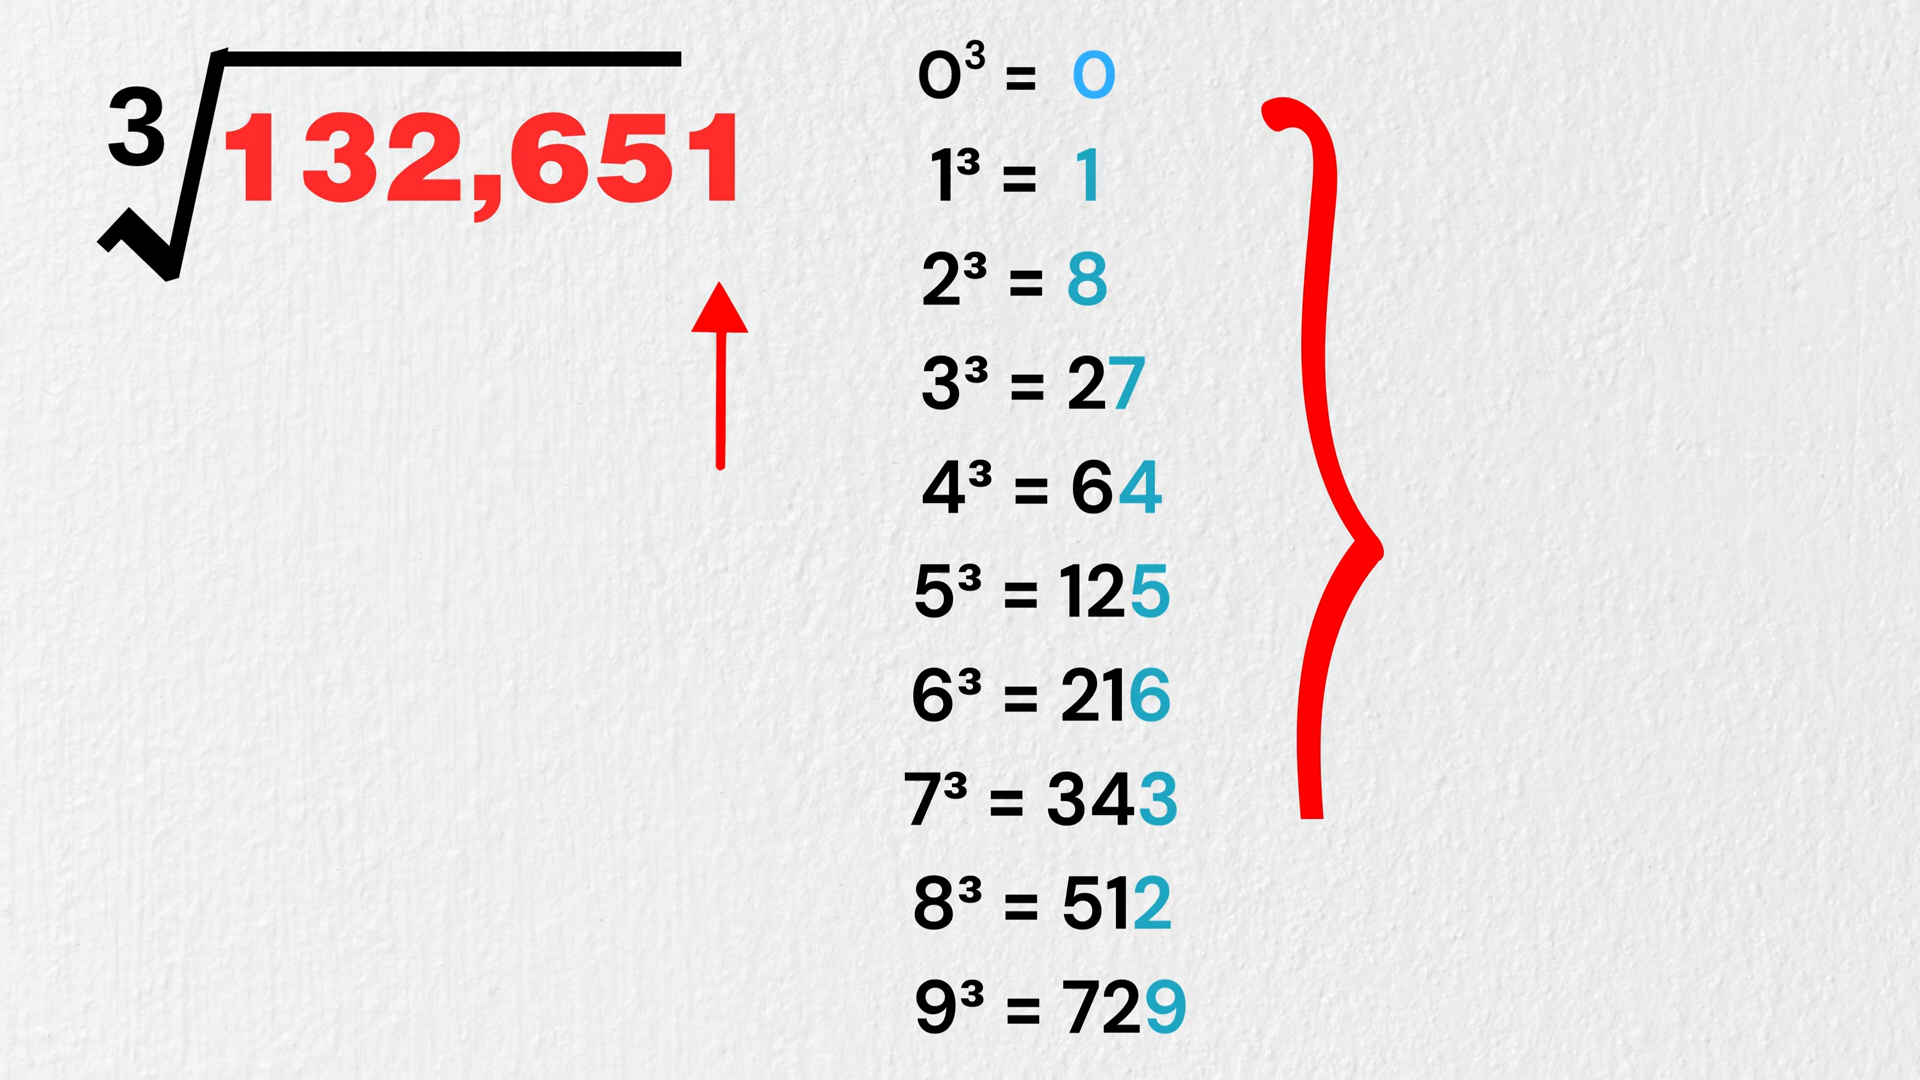 3
132,651
0³ = 0
1³ = 1
2³ = 8
3³ = 27
4³ = 64
5³ = 125
6³ = 216
7³ = 343
8³ = 512
9³ = 729